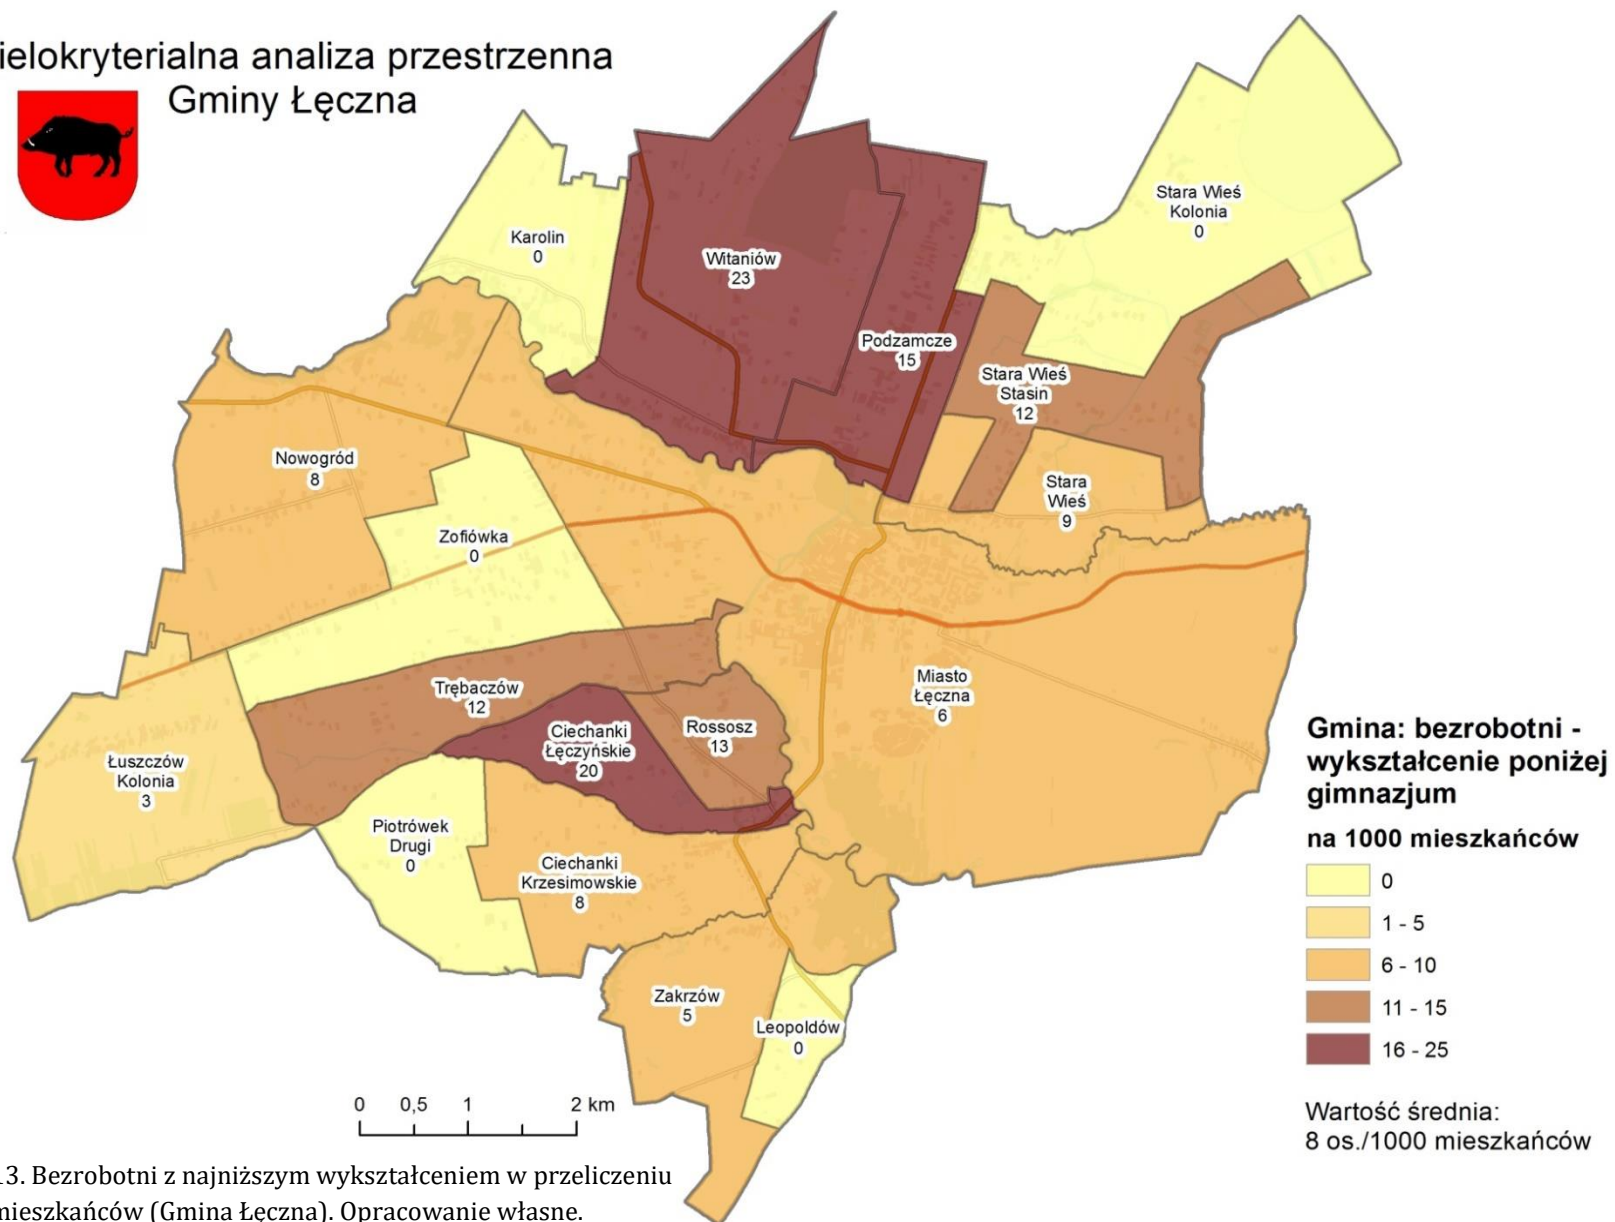 ielokryterialna analiza przestrzenna
Gminy Łęczna
Karolin
0
Witaniów
23
Stara Wieś
Kolonia
0
Podzamcze
15
Stara Wieś
Stasin
12
Nowogród
8
Stara
Wieś
9
Zofiówka
0
Trębaczów
12
Miasto
Łęczna
6
Ciechanki
Łęczyńskie
20
Rossosz
13
Łuszczów
Kolonia
3
Piotrówek
Drugi
0
Ciechanki
Krzesimowskie
8
Zakrzów
5
Leopoldów
0
Gmina: bezrobotni -
wykształcenie poniżej
gimnazjum
na 1000 mieszkańców
0
1 - 5
6 - 10
11 - 15
16 - 25
Wartość średnia:
8 os./1000 mieszkańców
0 0,5 1 2 km
13. Bezrobotni z najniższym wykształceniem w przeliczeniu
mieszkańców (Gmina Łęczna). Opracowanie własne.